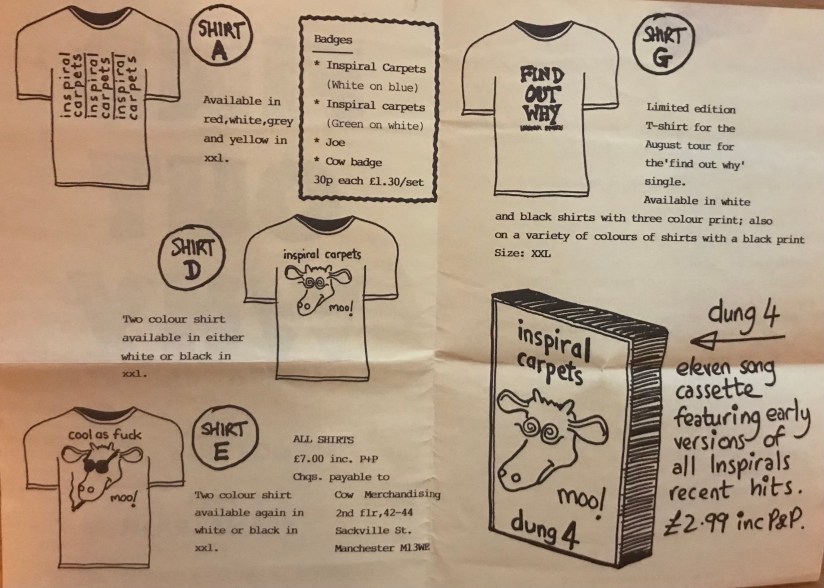 inspiral
carpets
inspiral
carpets
inspiral
carpets
SHIRT
A
Available in
red,white,grey
and yellow in
xxl.
Badges
* Inspiral Carpets
(White on blue)
* Inspiral carpets
(Green on white)
* Joe
* Cow badge
30p each £1.30/set
SHIRT
D
inspiral carpets
moo!
Two colour shirt
available in either
white or black in
xxl.
cool as fuck
moo!
SHIRT
E
Two colour shirt
available again in
white or black in
xxl.
ALL SHIRTS
£7.00 inc. P+P
Chqs. payable to
Cow Merchandising
2nd flr,42-44
Sackville St.
Manchester M13WE
FIND
OUT
WHY
SHIRT
G
Limited edition
T-shirt for the
August tour for
the'find out why'
single.
Available in white
and black shirts with three colour print; also
on a variety of colours of shirts with a black print
Size: XXL
inspiral
carpets
moo!
dung 4
dung 4
eleven song
cassette
featuring early
versions of
all Inspirals
recent hits.
£2.99 inc P&P.